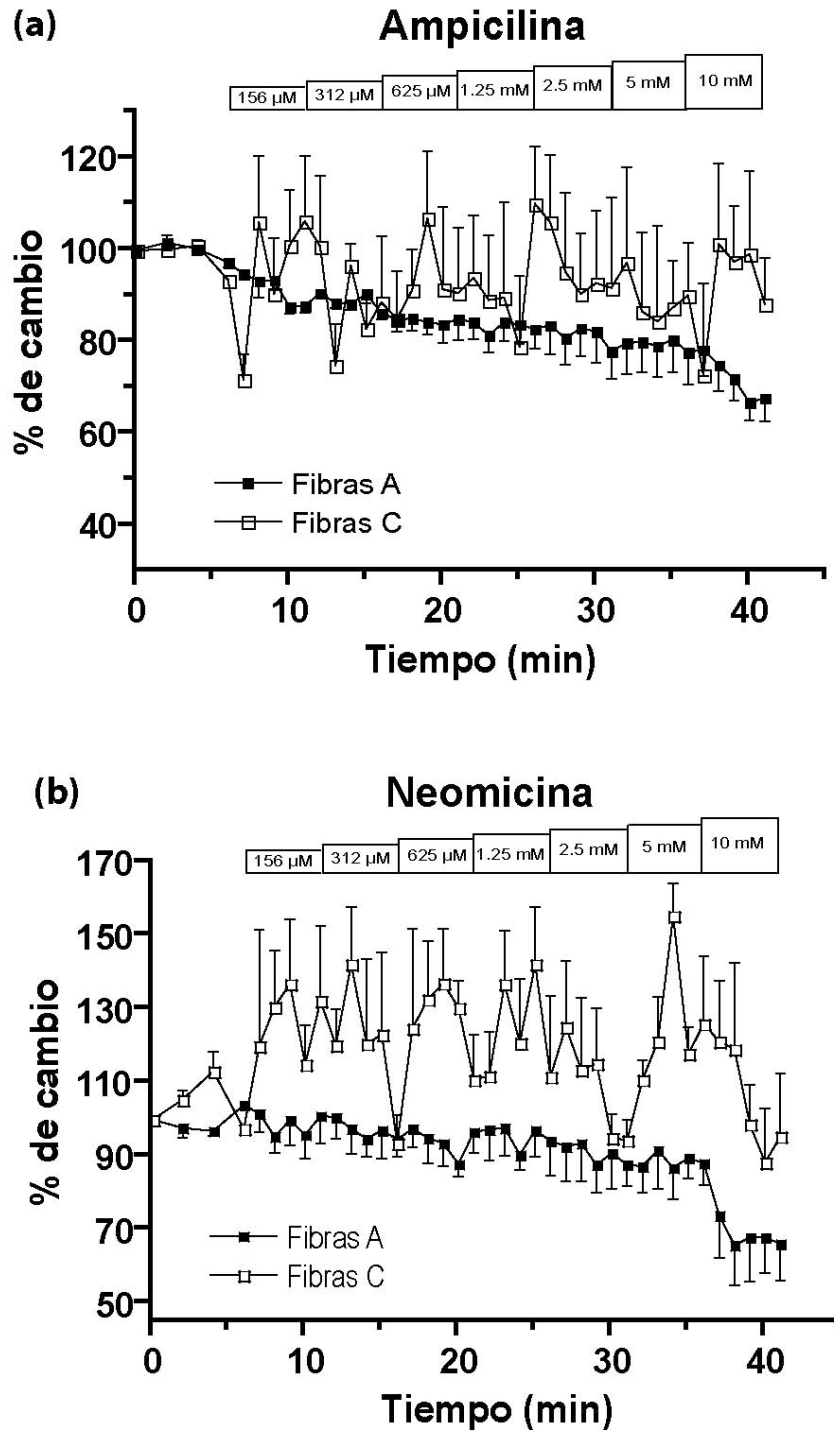 (a)
Ampicilina
156 µM 312 µM 625 µM 1.25 mM 2.5 mM 5 mM 10 mM
120
100
80
60
40
% de cambio
Fibras A
Fibras C
0 10 20 30 40
Tiempo (min)
(b)
Neomicina
156 µM 312 µM 625 µM 1.25 mM 2.5 mM 5 mM 10 mM
170
150
130
110
90
70
50
% de cambio
Fibras A
Fibras C
0 10 20 30 40
Tiempo (min)